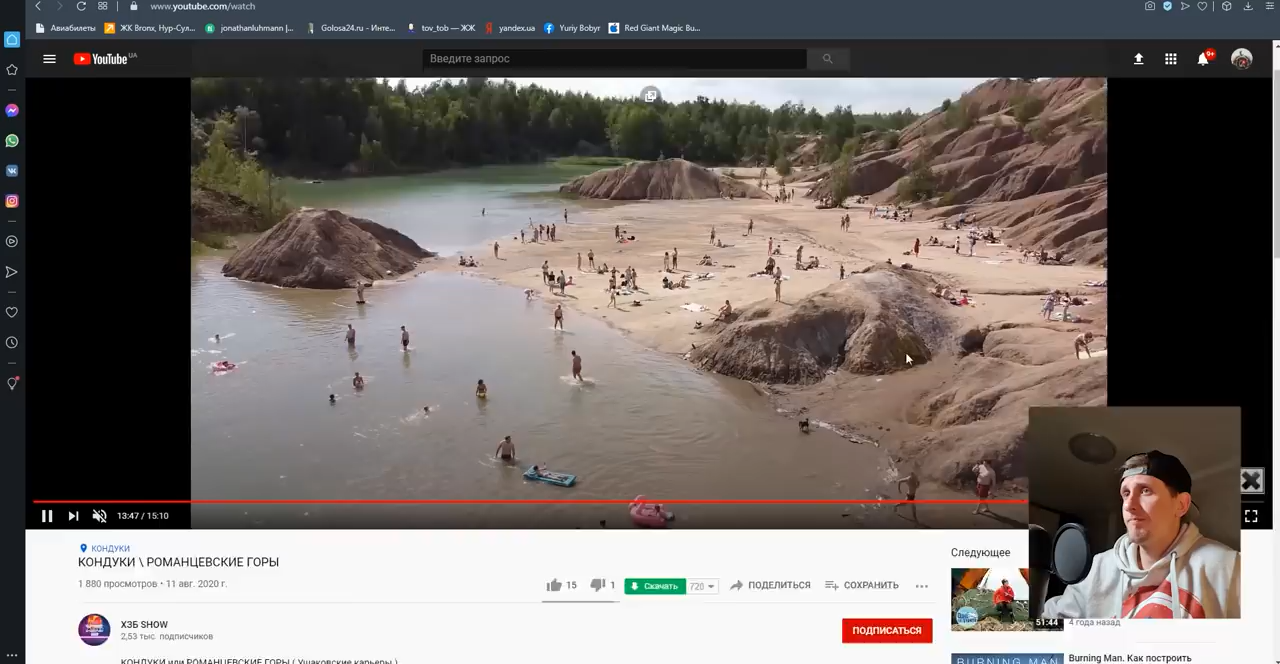 www.youtube.com/watch
Авиабилеты
ЖК Bronx, Нур-Сул...
jonathanluhmann |...
Golosa24.ru - Инте...
tov_tob — ЖЖ
yandex.ua
Yuriy Bobyr
Red Giant Magic Bu...
YouTube UA
Введите запрос
9+
13:47 / 15:10
КОНДУКИ
КОНДУКИ \ РОМАНЦЕВСКИЕ ГОРЫ
1 880 просмотров • 11 авг. 2020 г.
15
1
Скачать
720
ПОДЕЛИТЬСЯ
СОХРАНИТЬ
Следующее
51:44
4 года назад
ХЗБ SHOW
2,53 тыс. подписчиков
ПОДПИСАТЬСЯ
КОНДУКИ или РОМАНЦЕВСКИЕ ГОРЫ ( Ушаковские карьеры )
BURNING MAN
Burning Man. Как построить